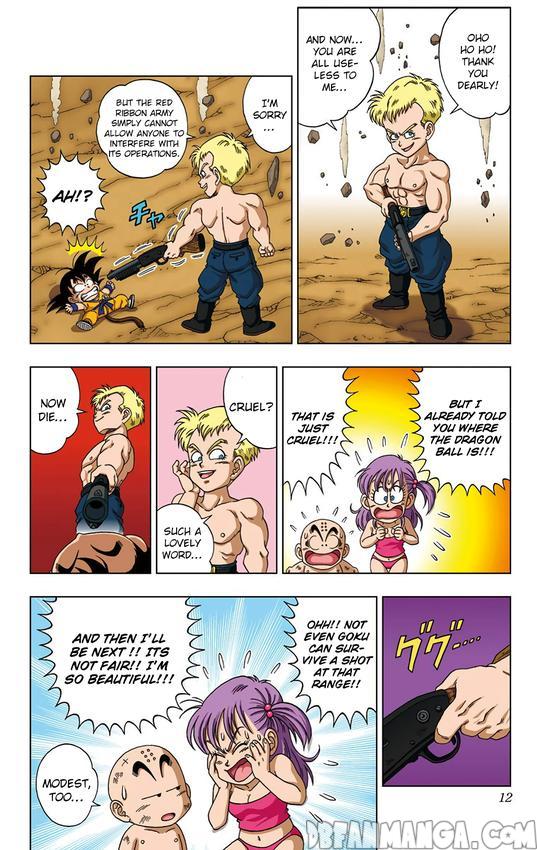 OHO
HO HO!
THANK
YOU
DEARLY!
AND NOW...
YOU ARE
ALL USE-
LESS TO
ME...
I'M
SORRY
...
BUT THE RED
RIBBON ARMY
SIMPLY CANNOT
ALLOW ANYONE TO
INTERFERE WITH
ITS OPERATIONS.
AH!?
チャ
BUT I
ALREADY TOLD
YOU WHERE
THE DRAGON
BALL IS!!!
THAT IS
JUST
CRUEL!!!
CRUEL?
SUCH A
LOVELY
WORD...
NOW
DIE...
ググ‥‥
OHH!! NOT
EVEN GOKU
CAN SUR-
VIVE A SHOT
AT THAT
RANGE!!
AND THEN I'LL
BE NEXT !! ITS
NOT FAIR!! I'M
SO BEAUTIFUL!!!
MODEST,
TOO...
12
DBFANMANGA.COM